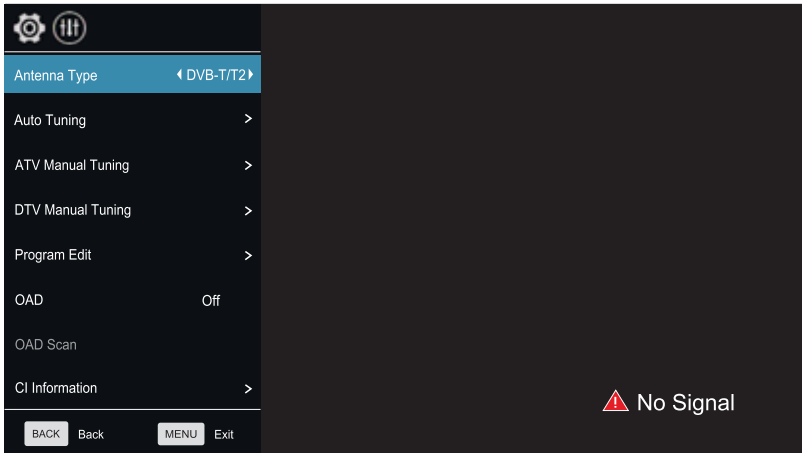 Antenna Type DVB-T/T2
Auto Tuning >
ATV Manual Tuning >
DTV Manual Tuning >
Program Edit >
OAD Off
OAD Scan
CI Information >
No Signal
BACK Back MENU Exit